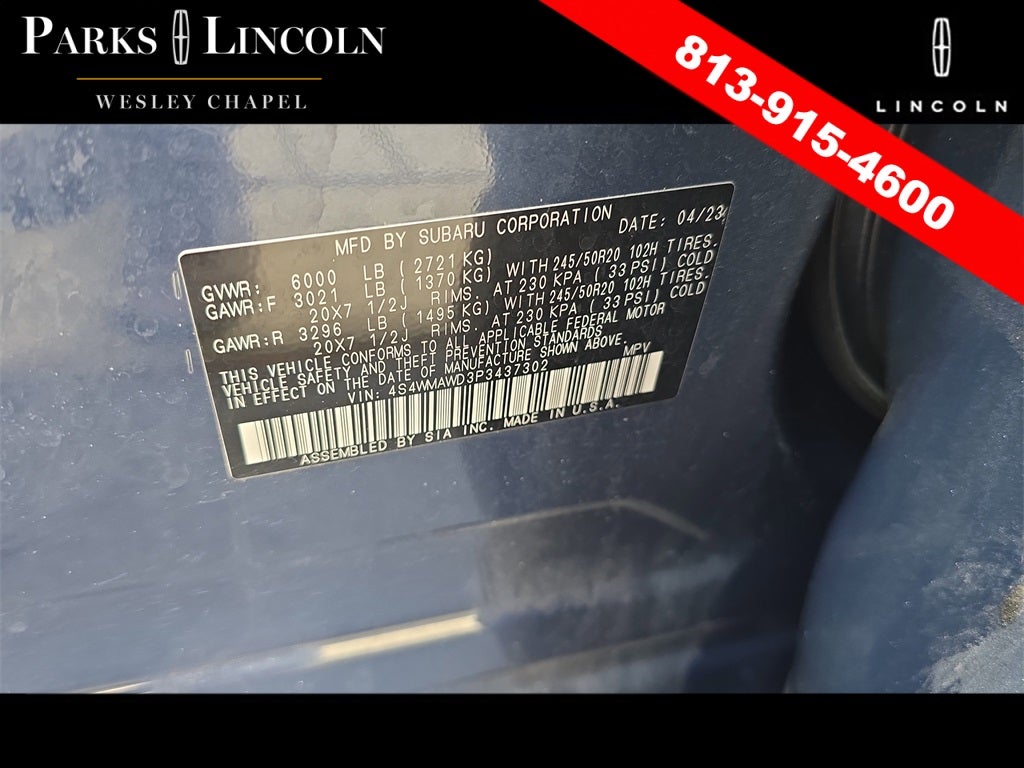 PARKS LINCOLN
WESLEY CHAPEL
813-915-4600
LINCOLN
MFD BY SUBARU CORPORATION DATE: 04/23
GVWR: 6000 LB ( 2721 KG)
GAWR:F 3021 LB ( 1370 KG) WITH 245/50R20 102H TIRES.
20X7 1/2J RIMS. AT 230 KPA ( 33 PSI) COLD
GAWR:R 3296 LB ( 1495 KG) WITH 245/50R20 102H TIRES.
20X7 1/2J RIMS. AT 230 KPA ( 33 PSI) COLD
THIS VEHICLE CONFORMS TO ALL APPLICABLE FEDERAL MOTOR
VEHICLE SAFETY AND THEFT PREVENTION STANDARDS
IN EFFECT ON THE DATE OF MANUFACTURE SHOWN ABOVE.
VIN: 4S4WMAWD3P3437302 MPV
ASSEMBLED BY SIA INC. MADE IN U.S.A.